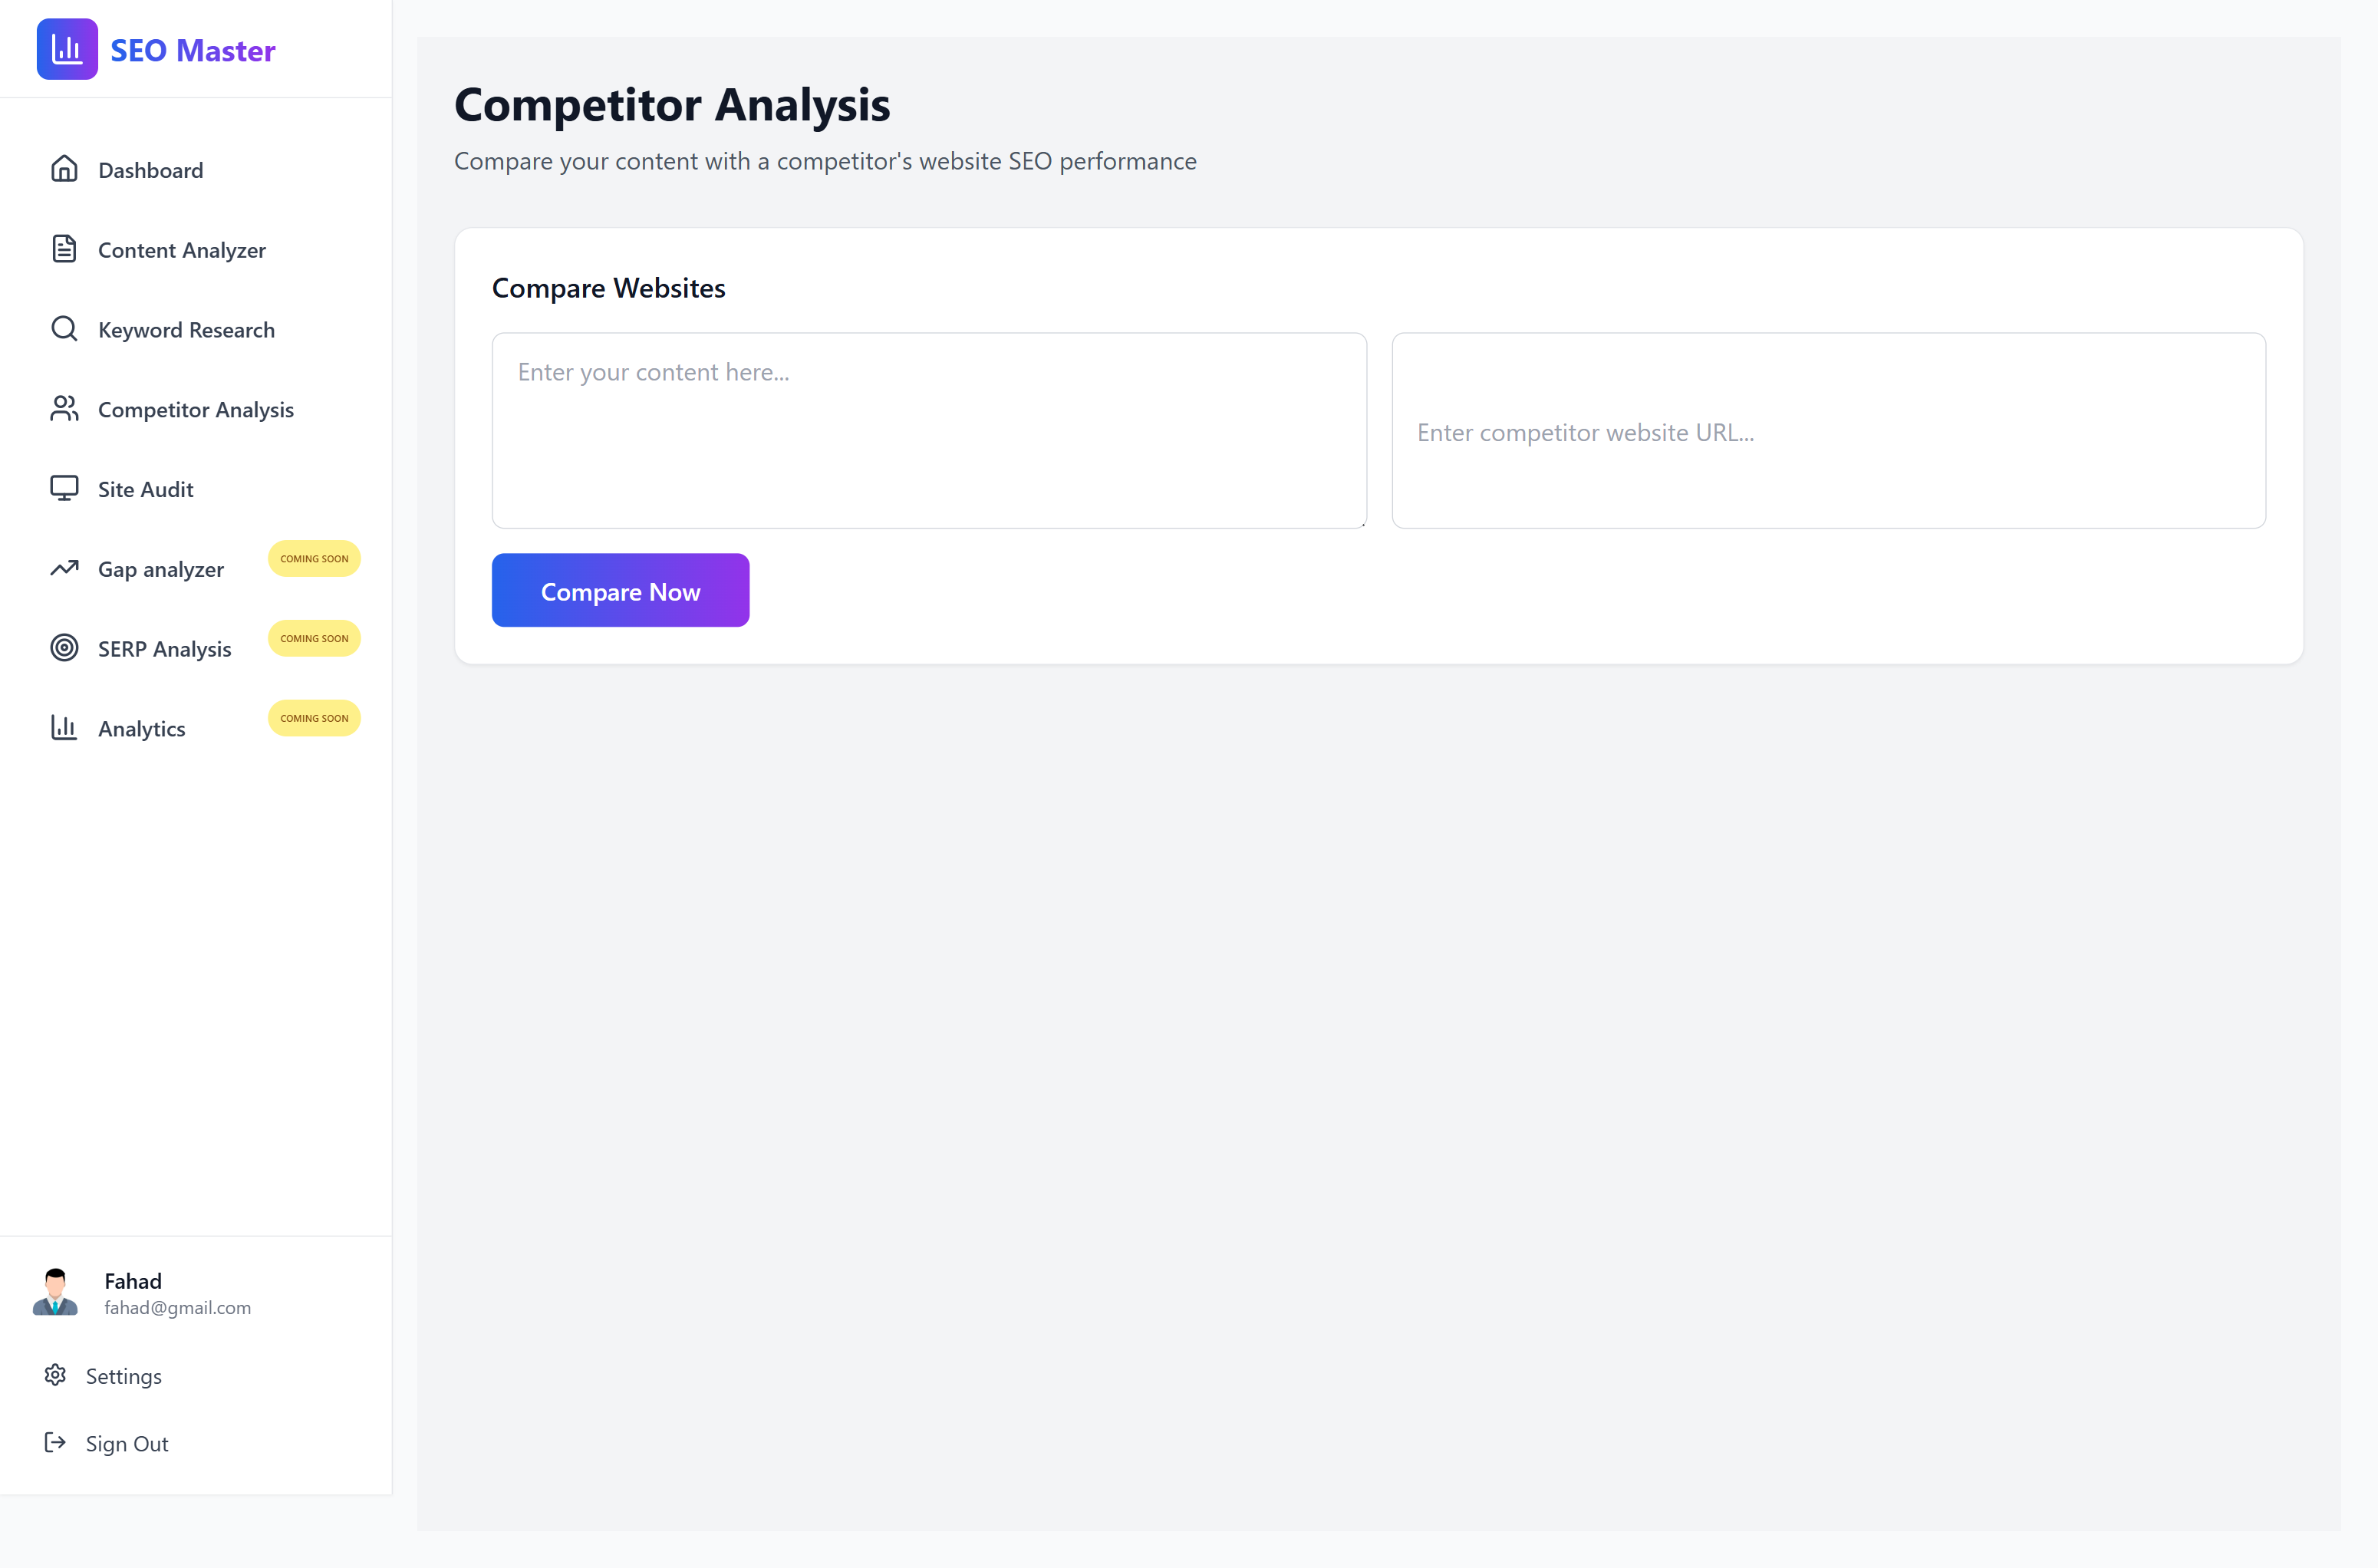 SEO Master
Dashboard
Content Analyzer
Keyword Research
Competitor Analysis
Site Audit
Gap analyzer
COMING SOON
SERP Analysis
COMING SOON
Analytics
COMING SOON
Fahad
fahad@gmail.com
Settings
Sign Out
Competitor Analysis
Compare your content with a competitor's website SEO performance
Compare Websites
Enter your content here...
Enter competitor website URL...
Compare Now